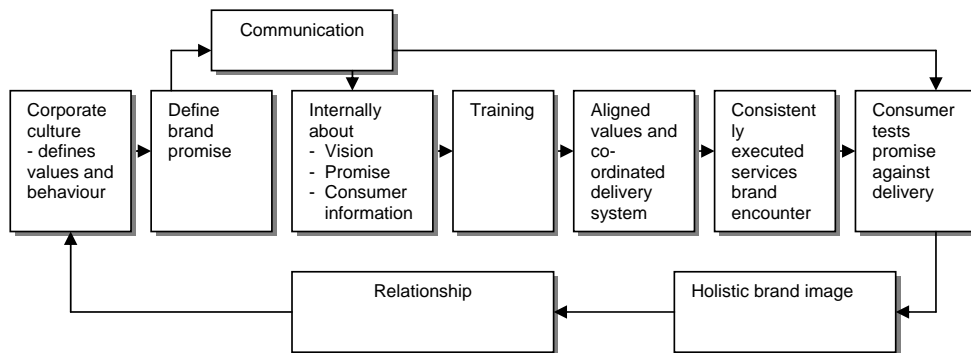 Communication
Corporate
culture
- defines
values and
behaviour
Define
brand
promise
Internally
about
- Vision
- Promise
- Consumer
information
Training
Aligned
values and
co-
ordinated
delivery
system
Consistent
ly
executed
services
brand
encounter
Consumer
tests
promise
against
delivery
Relationship
Holistic brand image